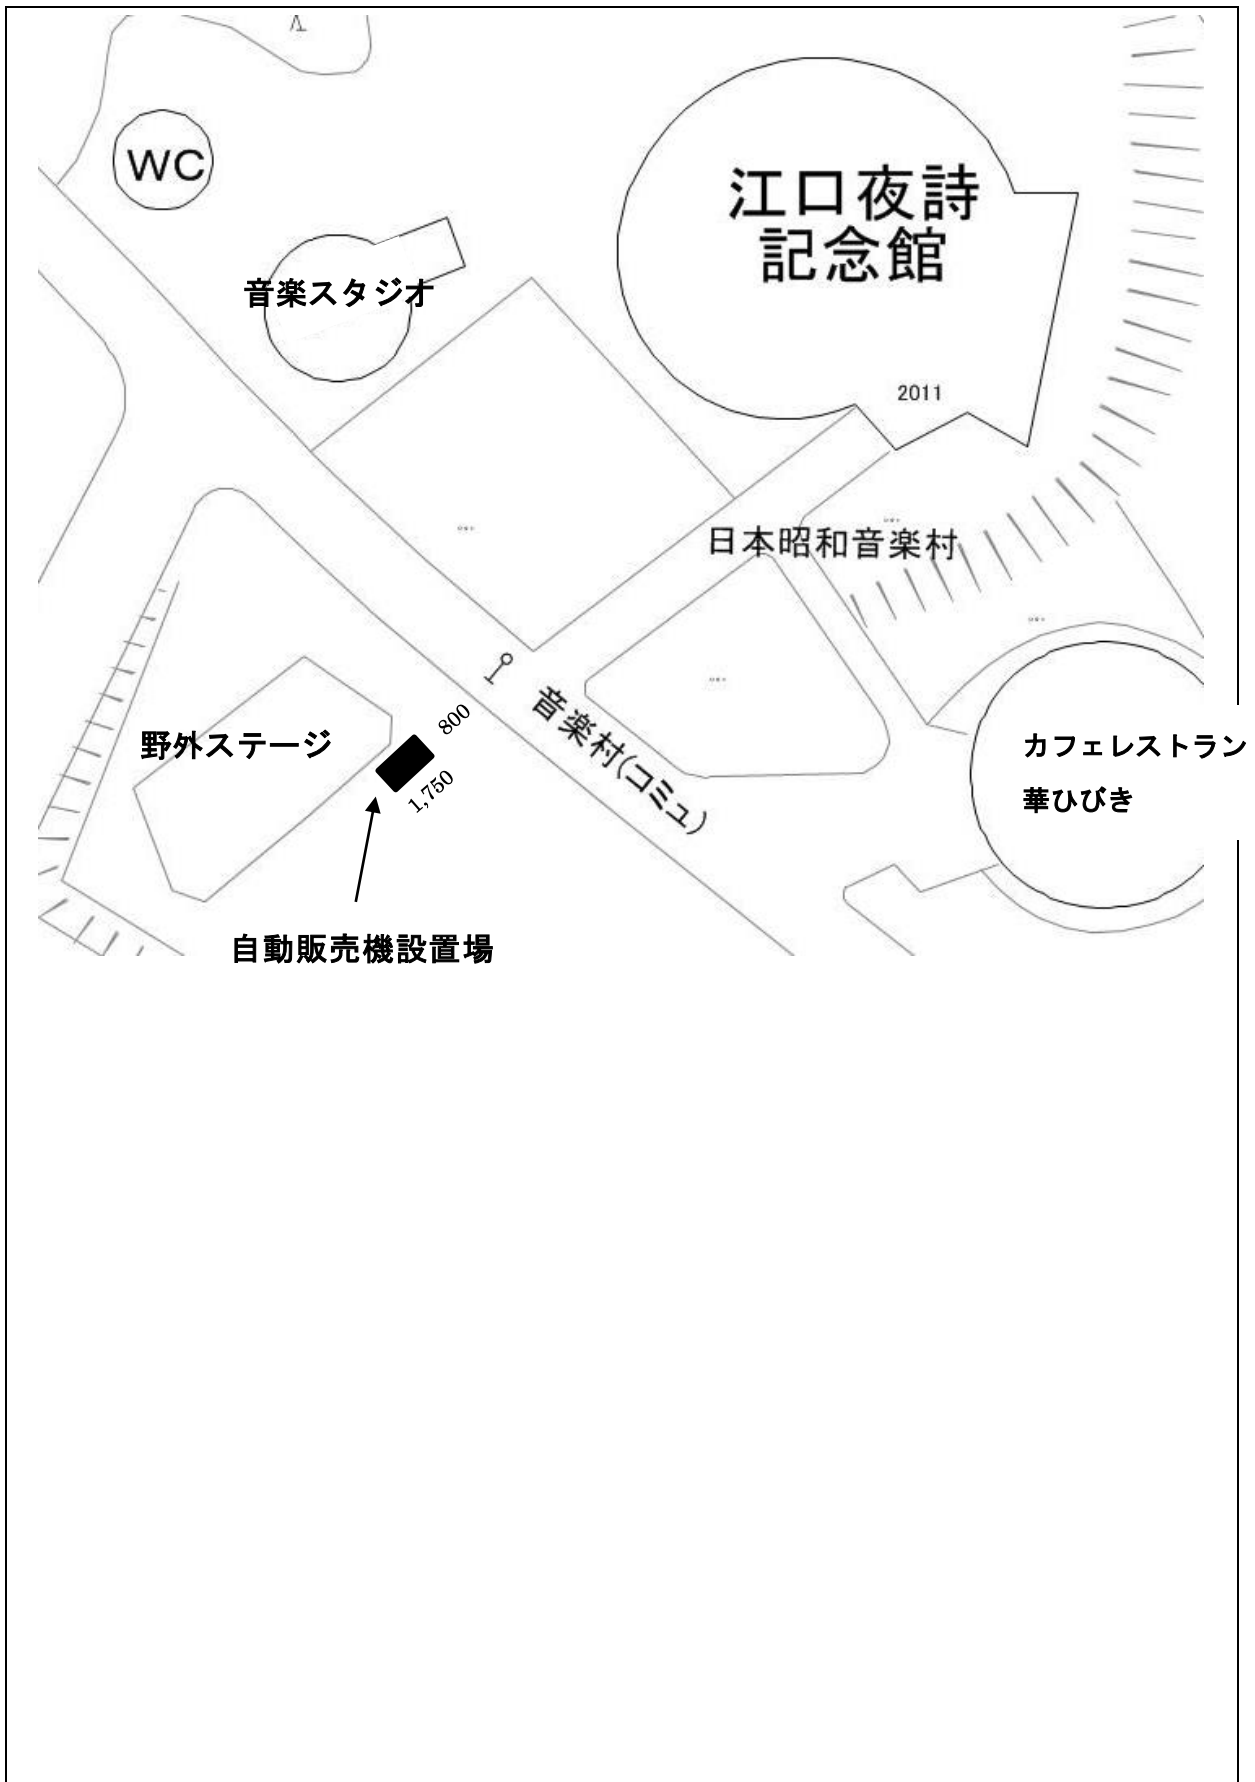 WC
江口夜詩
記念館
音楽スタジオ
2011
日本昭和音楽村
野外ステージ
800
1,750
音楽村(コミュ)
カフェレストラン
華ひびき
自動販売機設置場